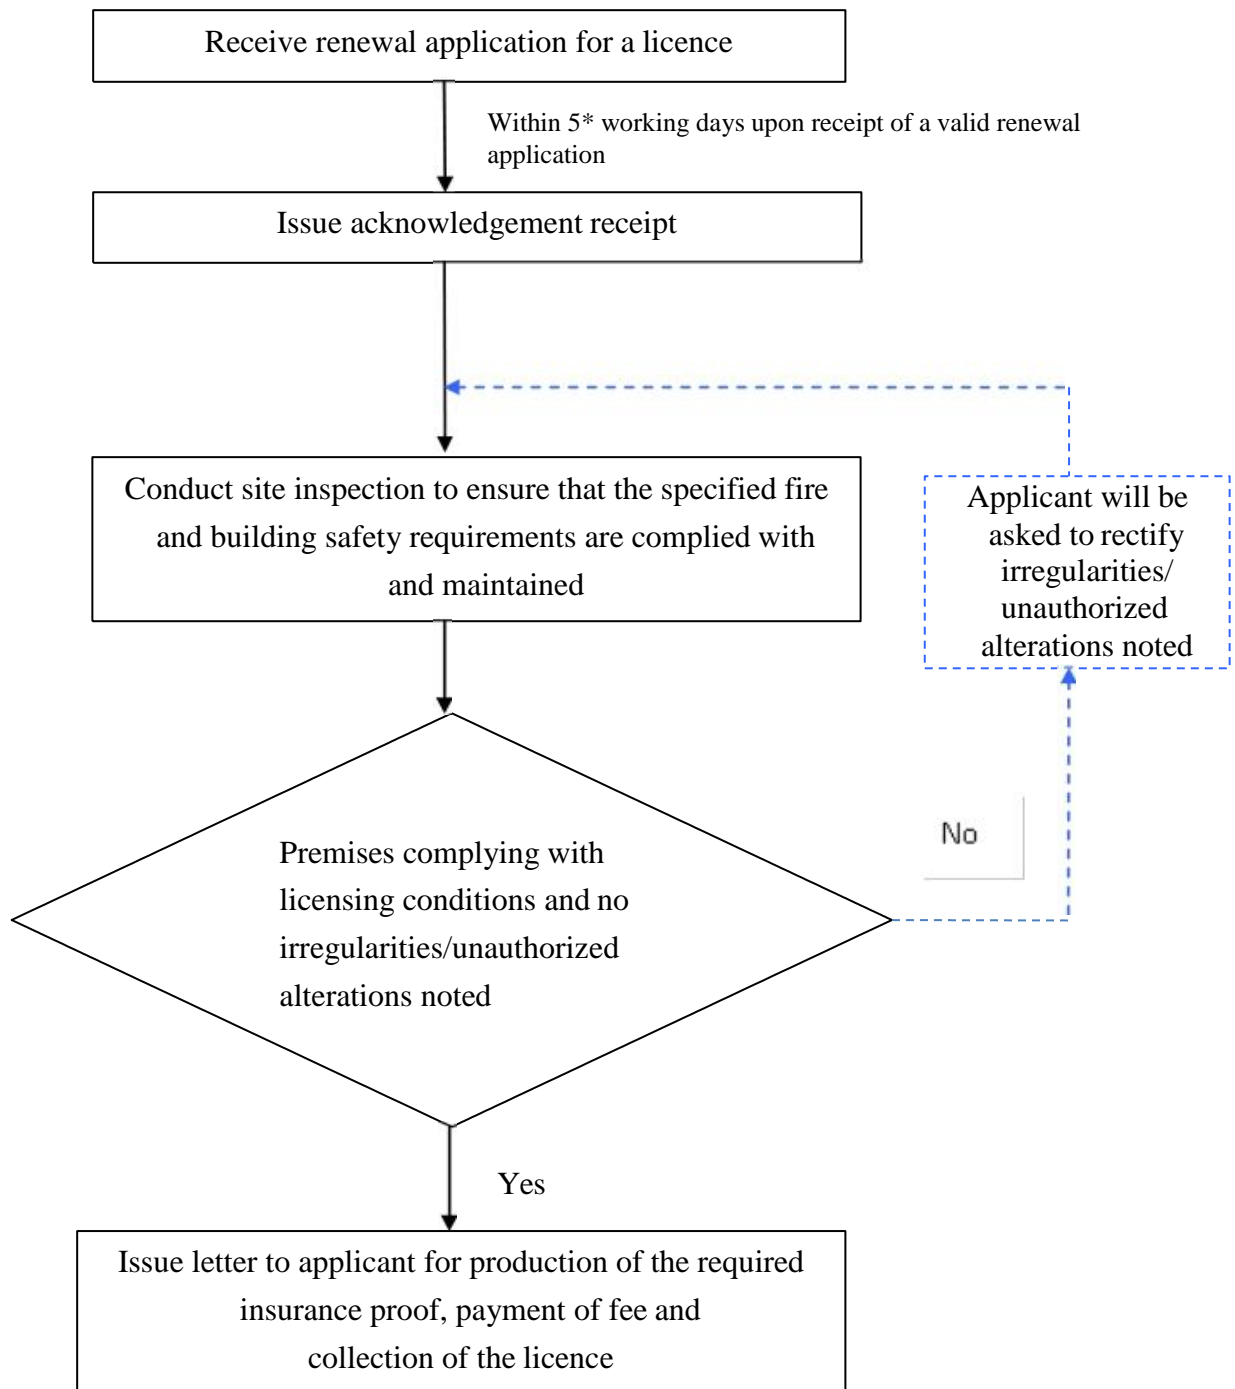 Receive renewal application for a licence
Within 5* working days upon receipt of a valid renewal
application
Issue acknowledgement receipt
Conduct site inspection to ensure that the specified fire
and building safety requirements are complied with
and maintained
Applicant will be
asked to rectify
irregularities/
unauthorized
alterations noted
Premises complying with
licensing conditions and no
irregularities/unauthorized
alterations noted
No
Yes
Issue letter to applicant for production of the required
insurance proof, payment of fee and
collection of the licence